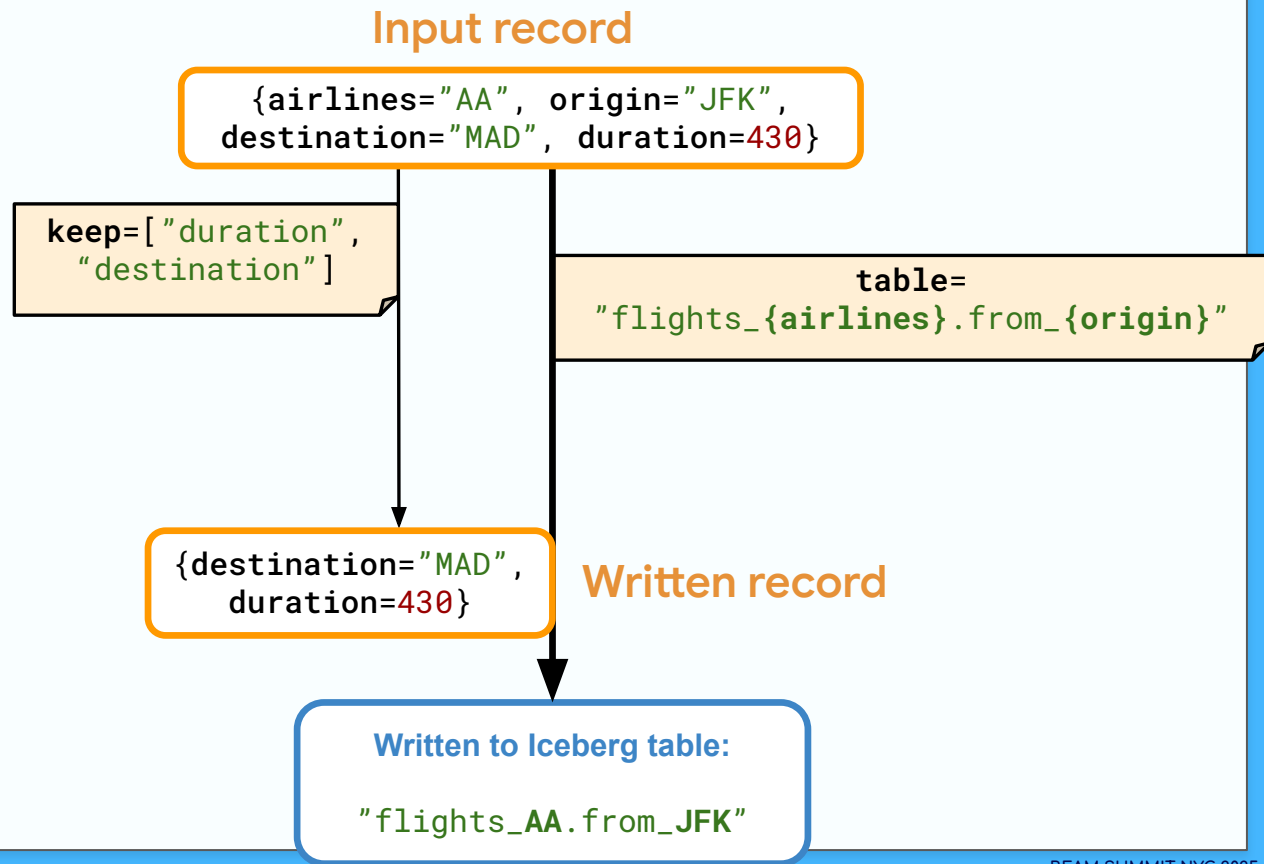 Input record
{airlines="AA", origin="JFK",
destination="MAD", duration=430}
keep=["duration",
"destination"]
table=
"flights_{airlines}.from_{origin}"
{destination="MAD",
duration=430}
Written record
Written to Iceberg table:
"flights_AA.from_JFK"